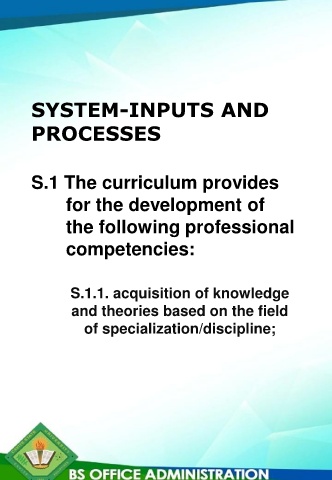 SYSTEM-INPUTS AND
PROCESSES
S.1 The curriculum provides
for the development of
the following professional
competencies:
S.1.1. acquisition of knowledge
and theories based on the field
of specialization/discipline;
BS OFFICE ADMINISTRATION